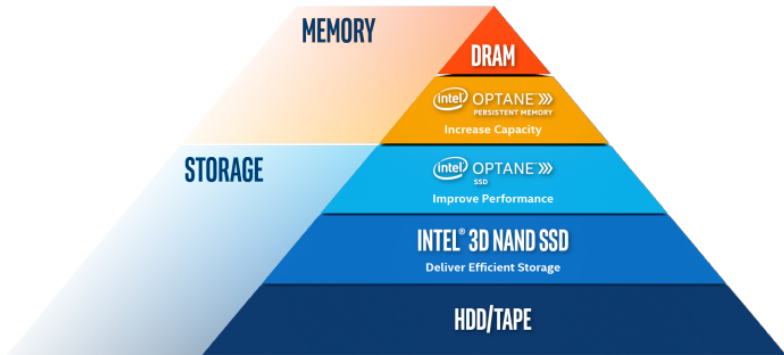 MEMORY
DRAM
intel OPTANE
PERSISTENT MEMORY
Increase Capacity
STORAGE
intel OPTANE™
SSD
Improve Performance
INTEL® 3D NAND SSD
Deliver Efficient Storage
HDD/TAPE